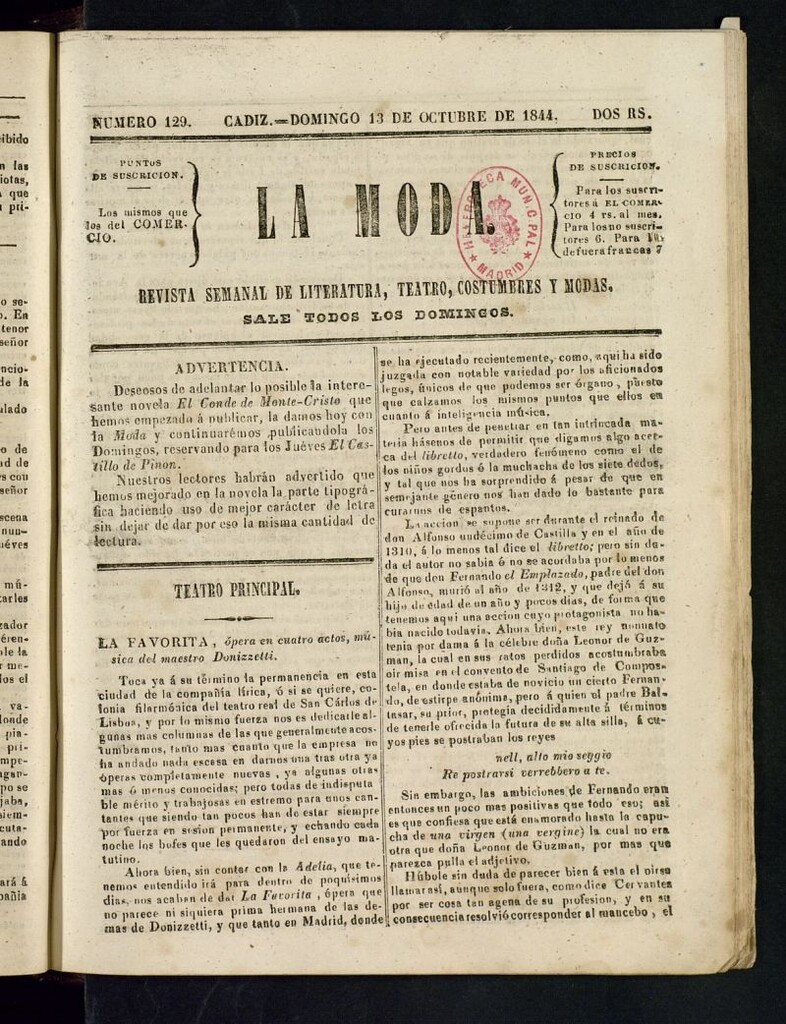 NUMERO 129. CADIZ.=DOMINGO 13 DE OCTUBRE DE 1844. DOS RS.
PUNTOS
DE SUSCRICION.
Los mismos que
los del COMER-
CIO.
LA MODA.
PRECIOS
DE SUSCRICION.
Para los suscri-
tores á EL COMER-
CIO 4 rs. al mes.
Para los no suscri-
tores 6. Para
de fuera francas 7
HEMEROTECA MUNICIPAL
★ MADRID ★
REVISTA SEMANAL DE LITERATURA, TEATRO, COSTUMBRES Y MODAS.
SALE TODOS LOS DOMINGOS.
ADVERTENCIA.
Deseosos de adelantar lo posible la intere-
sante novela El Conde de Monte-Cristo que
hemos empezado á publicar, la damos hoy con
la Moda y continuarémos publicandola los
Domingos, reservando para los Juéves El Cas-
tillo de Pinon.
Nuestros lectores habrán advertido que
hemos mejorado en la novela la parte tipográ-
fica haciendo uso de mejor carácter de letra
sin dejar de dar por eso la misma cantidad de
lectura.
TEATRO PRINCIPAL.
LA FAVORITA, ópera en cuatro actos, mú-
sica del maestro Donizzetti.
Toca ya á su término la permanencia en esta
ciudad de la compañia lírica, ó si se quiere, co-
lonia filarmónica del teatro real de San Cárlos de
Lisboa, y por lo mismo fuerza nos es dedicarle al-
gunas mas columnas de las que generalmente acos-
tumbramos, tanto mas cuanto que la empresa no
ha andado nada escesa en darnos una tras otra ya
óperas completamente nuevas, ya algunas otras
mas ó menos conocidas; pero todas de indisputa
ble mérito y trabajosas en estremo para unos can-
tantes que siendo tan pocos han de estar siempre
por fuerza en sesion permanente, y echando cada
noche los bofes que les quedaron del ensayo ma-
tutino.
Ahora bien, sin contar con la Adelia, que te-
nemos entendido irá para dentro de poquísimos
dias, nos acaban de dar La Favorita, ópera que
no parece ni siquiera prima hermana de las de-
mas de Donizzetti, y que tanto en Madrid, donde
se ha ejecutado recientemente, como, aqui ha sido
juzgada con notable variedad por los aficionados
legos, únicos de que podemos ser órgano, puesto
que calzamos los mismos puntos que ellos en
cuanto á inteligencia música.
Pero antes de penetrar en tan intrincada ma-
teria hásenos de permitir que digamos algo acer-
ca del libretto, verdadero fenómeno como el de
los niños gordos ó la muchacha de los siete dedos,
y tal que nos ha sorprendido á pesar de que en
semejante género nos han dado lo bastante para
curarnos de espantos.
La accion se supone ser durante el reinado de
don Alfonso undécimo de Castilla y en el año de
1340, á lo menos tal dice el libretto; pero sin du-
da el autor no sabia ó no se acordaba por lo menos
de que don Fernando el Emplazado, padre del don
Alfonso, murió al año de 1312, y que dejó á su
hijo de edad de un año y pocos dias, de forma que
tenemos aqui una accion cuyo protagonista no ha-
bia nacido todavia. Ahora bien, este rey nonnato
tenia por dama á la célebre doña Leonor de Guz-
man, la cual en sus ratos perdidos acostumbraba
oir misa en el convento de Santiago de Compos-
tela, en donde estaba de novicio un cierto Fernan-
do, de estirpe anónima, pero á quien el padre Bal-
tasar, su prior, protegia decididamente á términos
de tenerle ofrecida la futura de su alta silla, á cu-
yos pies se postraban los reyes
nell, alto mio seggio
Re postrarsi verrebbero a te.
Sin embargo, las ambiciones de Fernando eran
entonces un poco mas positivas que todo eso; asi
es que confiesa que está enamorado hasta la capu-
cha de una virgen (una vergine) la cual no era
otra que doña Leonor de Guzman, por mas que
parezca pulla el adjetivo.
Húbole sin duda de parecer bien á esta el oirse
llamar así, aunque solo fuera, como dice Cervantes
por ser cosa tan agena de su profesion, y en su
consecuencia resolvió corresponder al mancebo, el